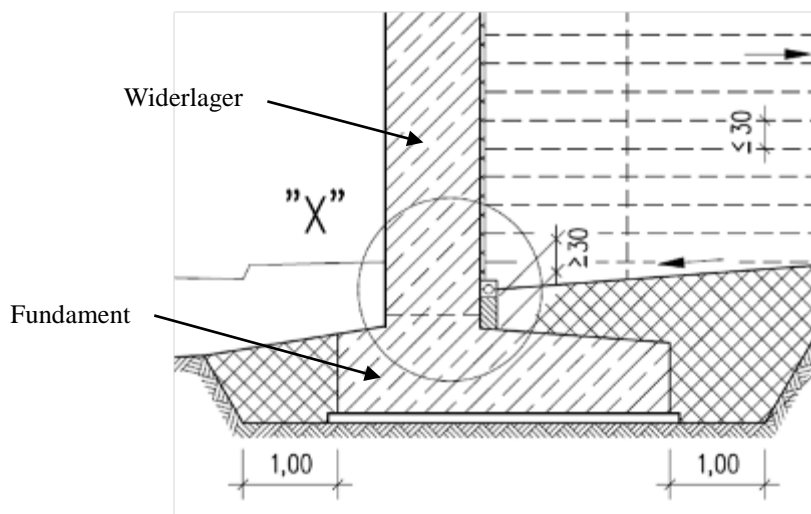 Widerlager
≤30
"X"
≥30
Fundament
1,00
1,00